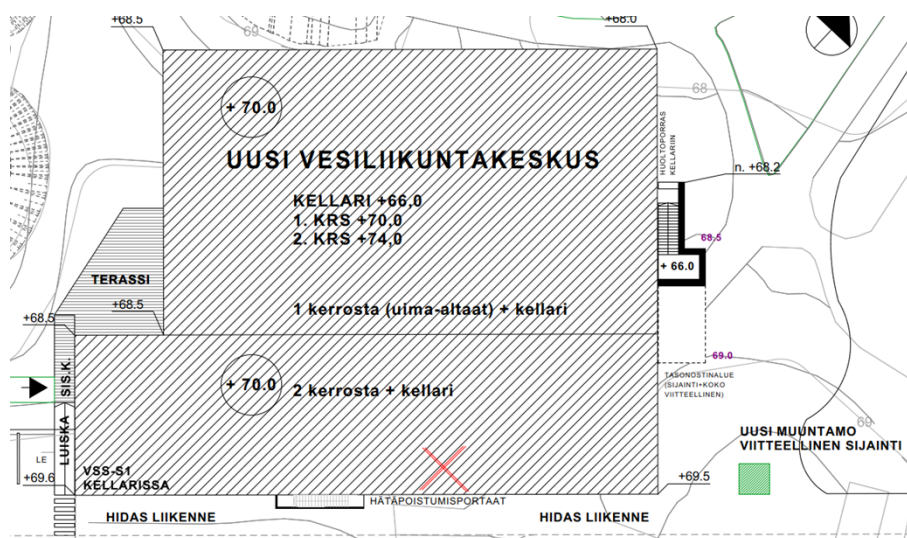 +68.5
69
+68.0
+ 70.0
68
UUSI VESILIIKUNTAKESKUS
HUOLTOPORRAS
KELLARIIN
n. +68.2
KELLARI +66,0
1. KRS +70,0
2. KRS +74,0
68.5
+ 66.0
TERASSI
+68.5
1 kerrosta (uima-altaat) + kellari
+68.5
69.0
SIS.K.
+ 70.0
2 kerrosta + kellari
TASONOSTINALUE
(SIJAINTI+KOKO
VIITTEELLINEN)
69
UUSI MUUNTAMO
VIITTEELLINEN SIJAINTI
LUISKA
LE
VSS-S1
KELLARISSA
+69.6
+69.5
HÄTÄPOISTUMISPORTAAT
HIDAS LIIKENNE
HIDAS LIIKENNE